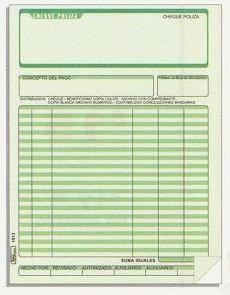 CHEQUE POLIZA
CHEQUE POLIZA
CONCEPTO DEL PAGO
FIRMA CHEQUE RECIBIDO
DISTRIBUCION: CHEQUE - BENEFICIARIO COPIA COLOR - ARCHIVO CON COMPROBANTE -
COPIA BLANCA ARCHIVO NUMERICO - CONTABILIDAD CONCILIACIONES BANCARIAS
1013
SUMA IGUALES
HECHO POR: REVISADO: AUTORIZADO: AUXILIARES: AUXILIARES: